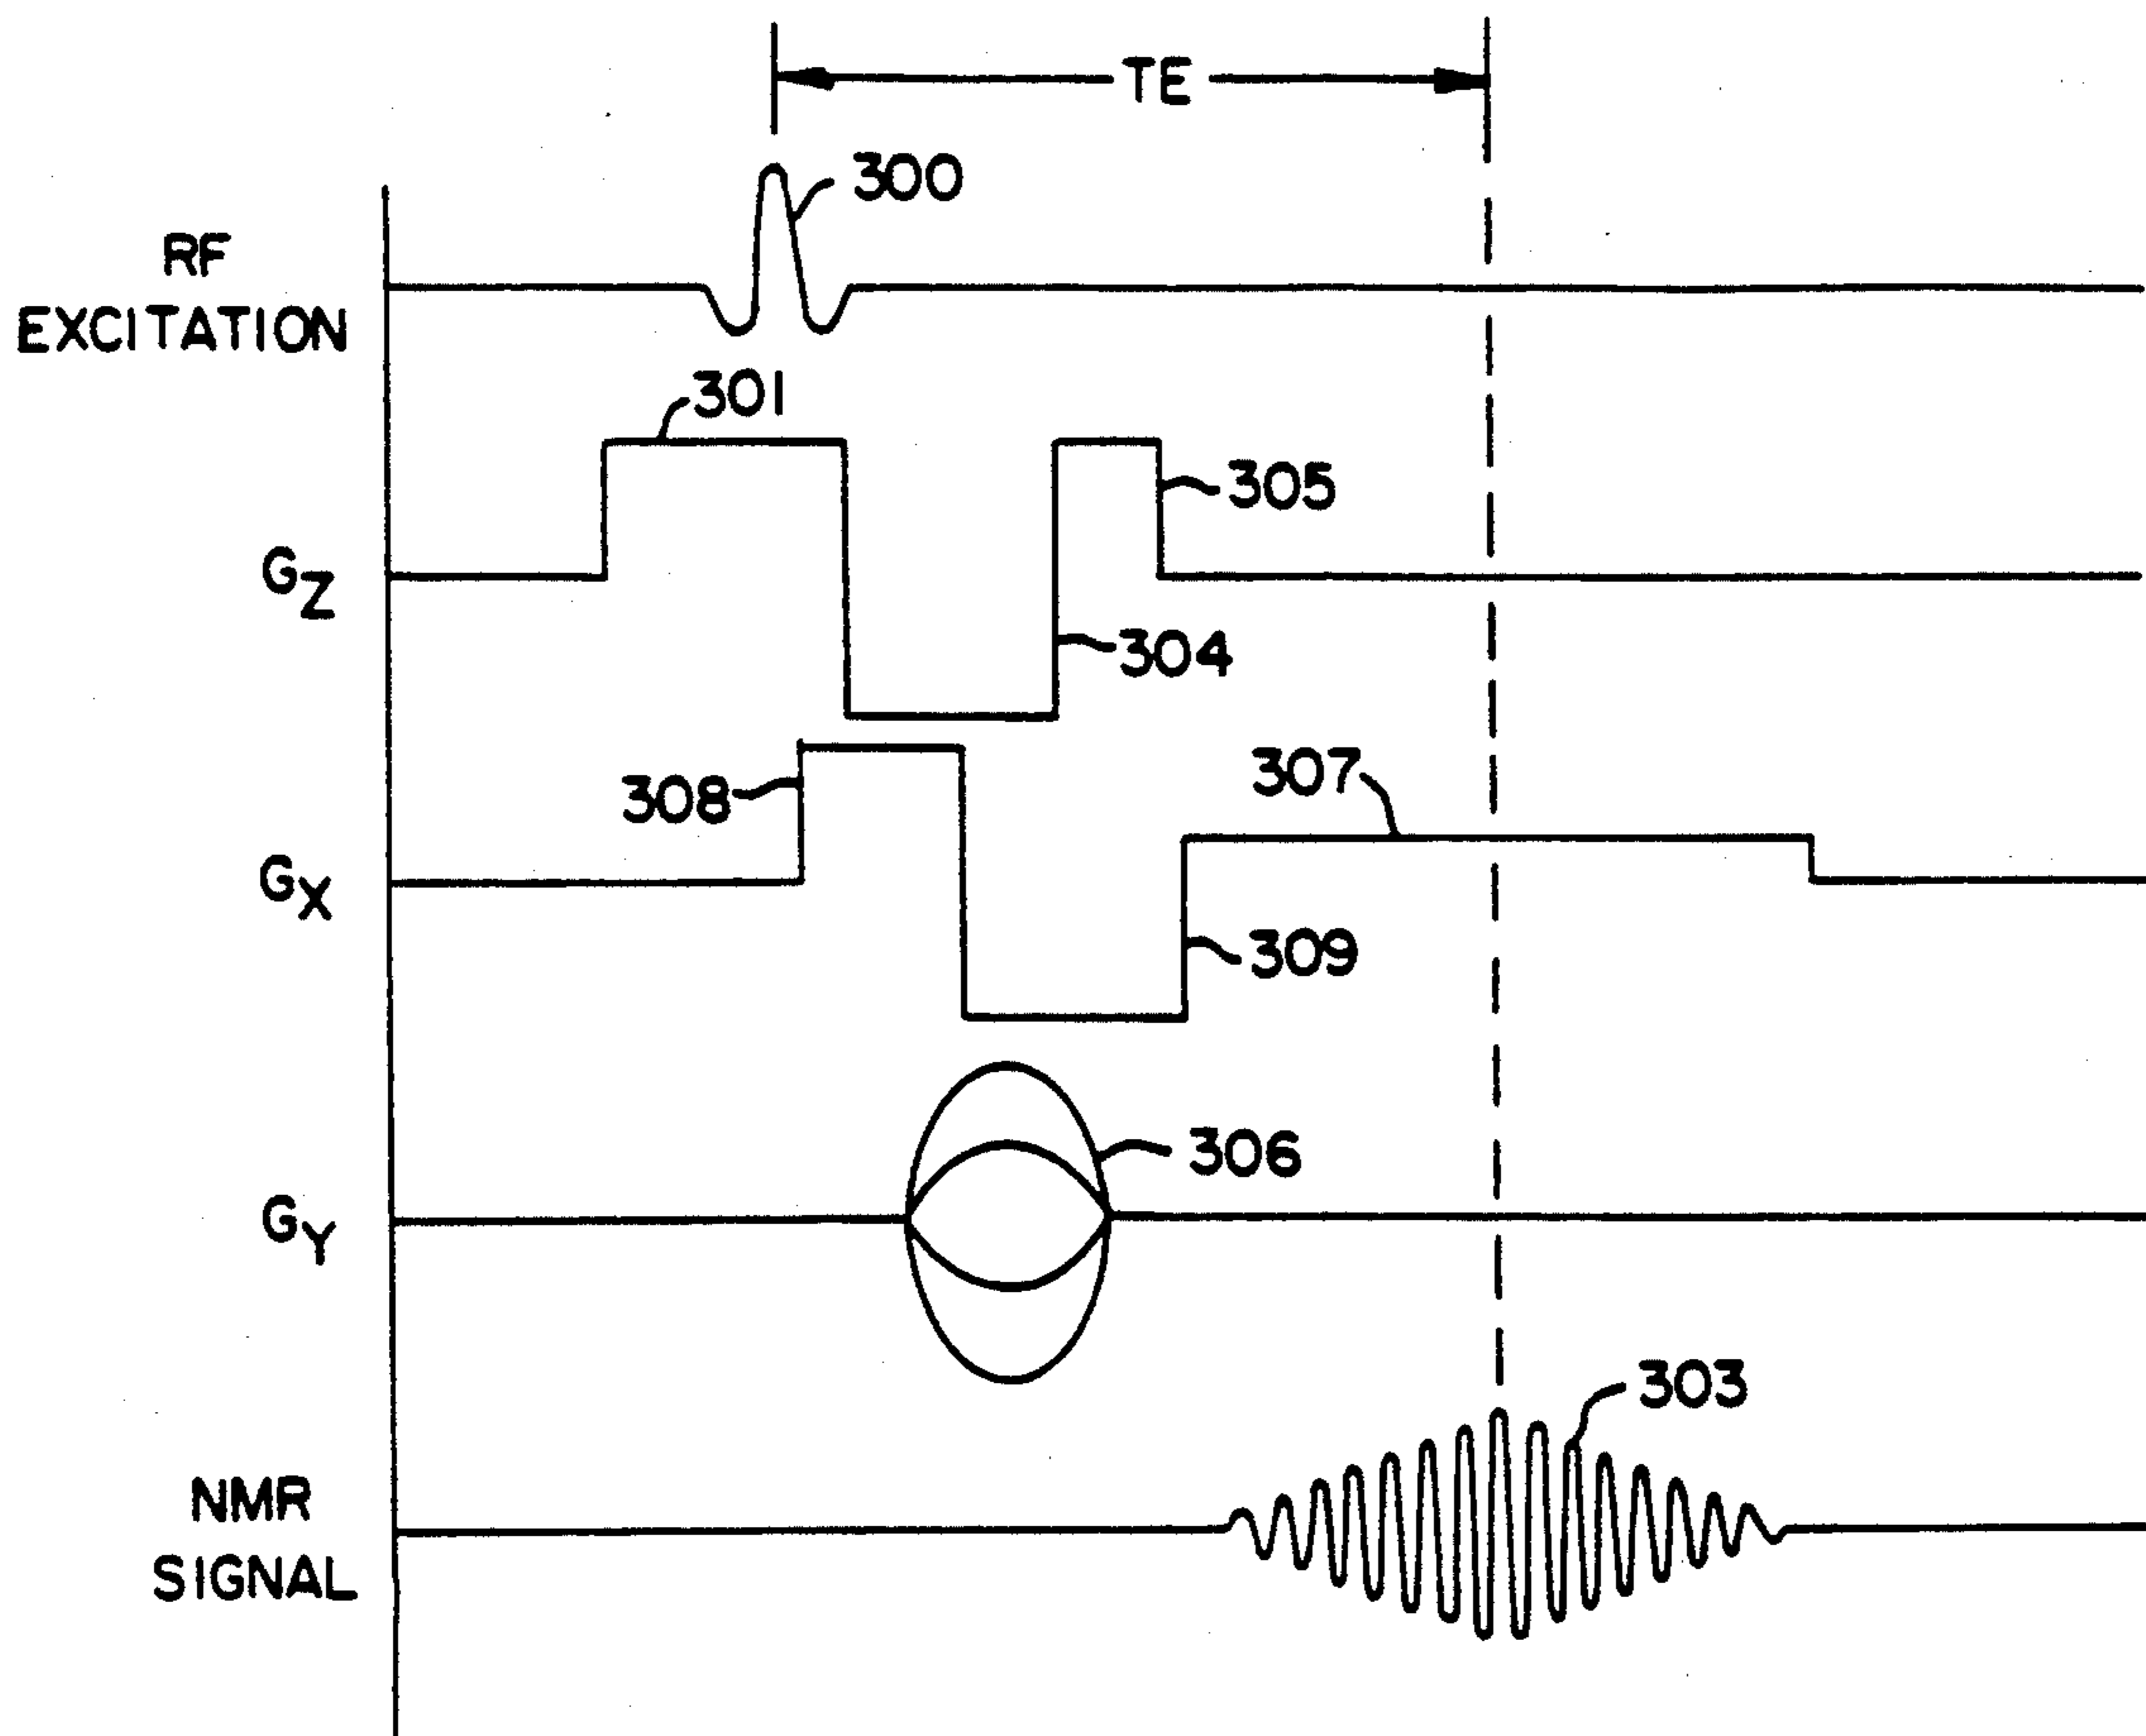 TE
300
RF
EXCITATION
301
305
GZ
304
307
308
GX
309
306
GY
303
NMR
SIGNAL